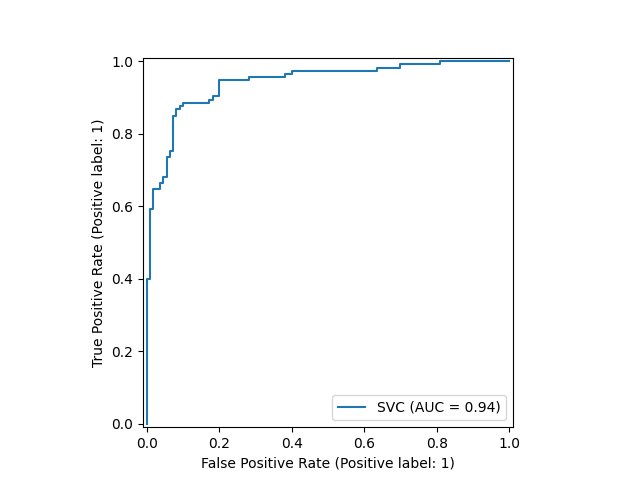 1.0
0.8
0.6
0.4
0.2
0.0
True Positive Rate (Positive label: 1)
SVC (AUC = 0.94)
0.0 0.2 0.4 0.6 0.8 1.0
False Positive Rate (Positive label: 1)